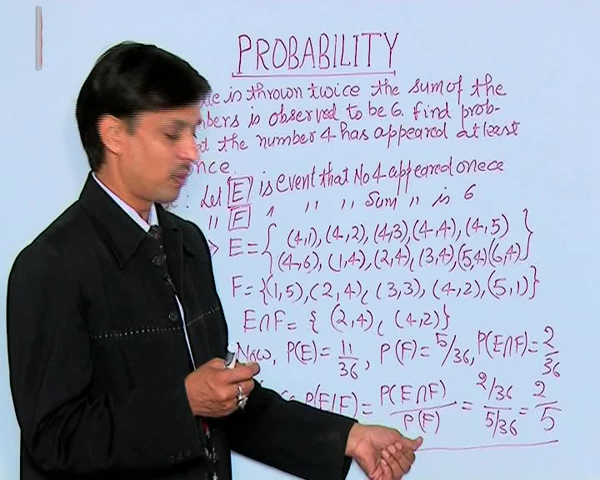 PROBABILITY
die is thrown twice the sum of the
numbers is observed to be 6. find prob-
that the number 4 has appeared at least
once.
: Let E is event that No 4 appeared onece
" F " " " Sum " is 6
E = { (4,1), (4,2), (4,3), (4,4), (4,5)
(4,6), (1,4), (2,4), (3,4), (5,4) (6,4) }
F = {(1,5), (2,4), (3,3), (4,2), (5,1)}
E∩F = { (2,4), (4,2)}
Now, P(E) = 11/36, P(F) = 5/36, P(E∩F) = 2/36
P(E/F) = P(E∩F)/P(F) = 2/36/5/36 = 2/5